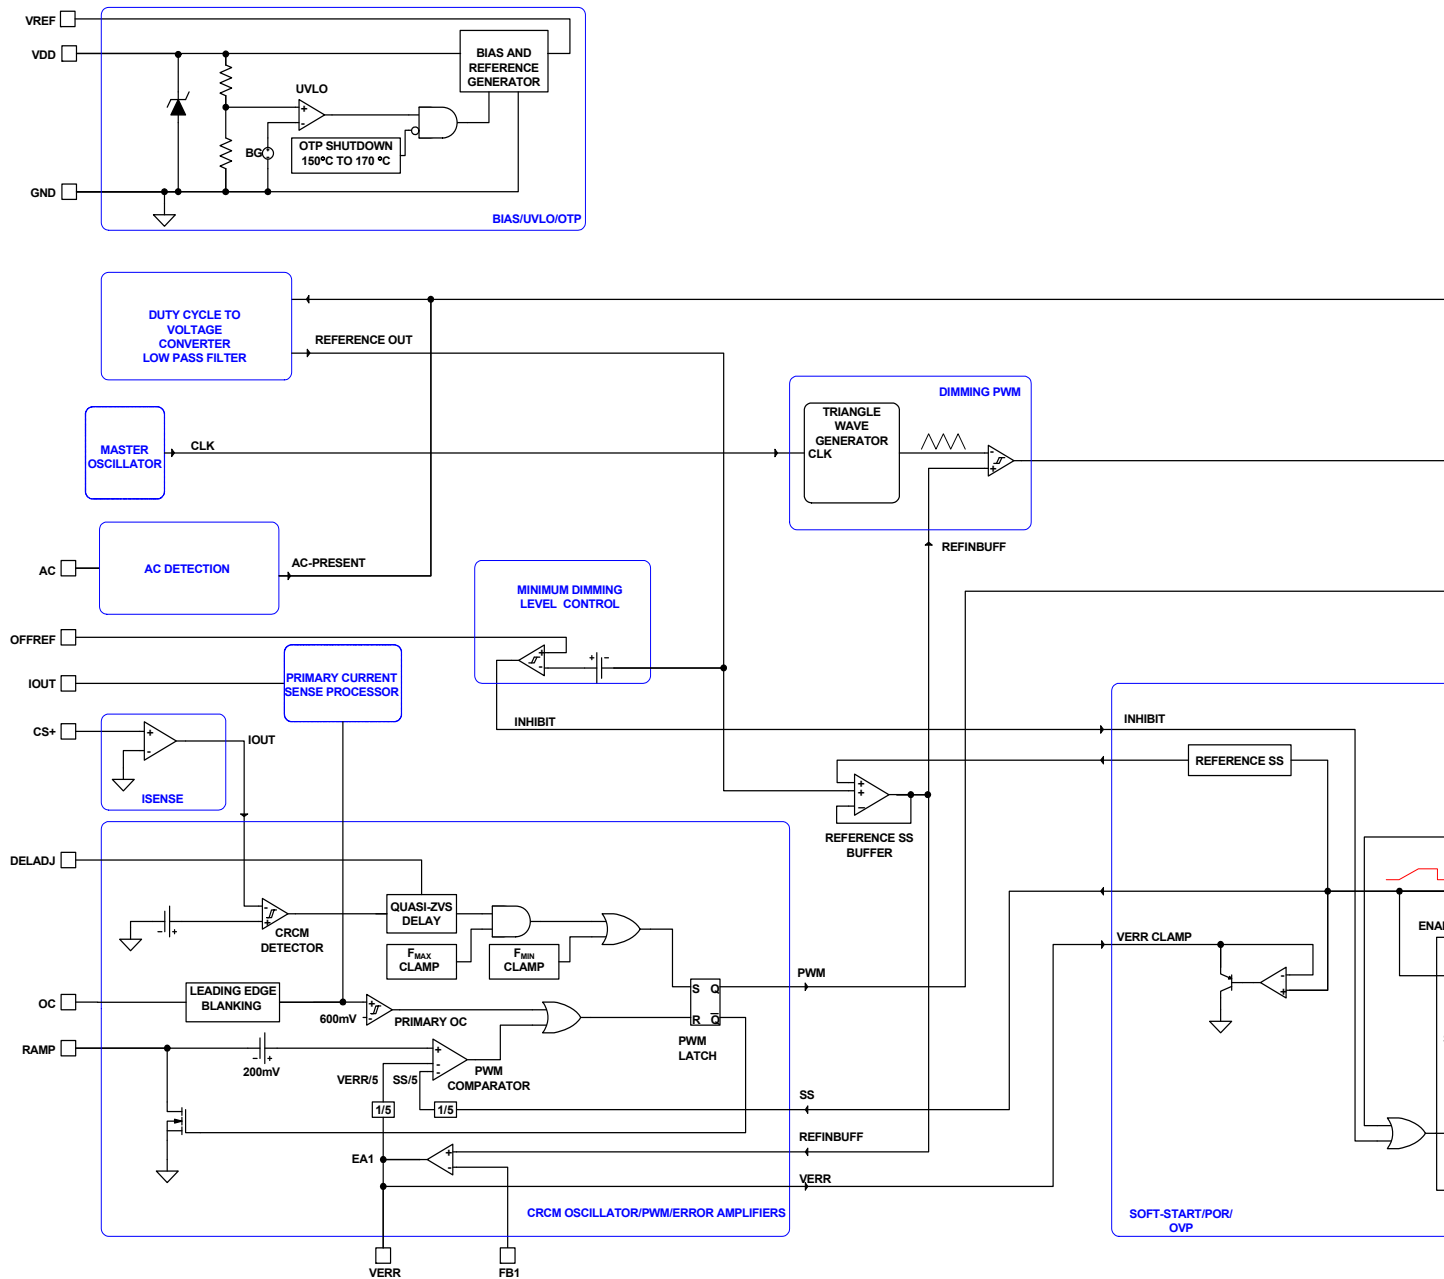 VREF
VDD
BIAS AND
REFERENCE
GENERATOR
UVLO
+
-
BG
OTP SHUTDOWN
150°C TO 170 °C
GND
BIAS/UVLO/OTP
DUTY CYCLE TO
VOLTAGE
CONVERTER
LOW PASS FILTER
REFERENCE OUT
DIMMING PWM
TRIANGLE
WAVE
GENERATOR
CLK
-
+
MASTER
OSCILLATOR
CLK
REFINBUFF
AC
AC DETECTION
AC-PRESENT
MINIMUM DIMMING
LEVEL CONTROL
+
-
+
-
OFFREF
IOUT
PRIMARY CURRENT
SENSE PROCESSOR
CS+
+
-
IOUT
ISENSE
INHIBIT
INHIBIT
REFERENCE SS
+
+
-
REFERENCE SS
BUFFER
DELADJ
QUASI-ZVS
DELAY
-
+
-
+
CRCM
DETECTOR
FMAX
CLAMP
FMIN
CLAMP
VERR CLAMP
ENAI
-
+
PWM
S Q
R Q
PWM
LATCH
OC
LEADING EDGE
BLANKING
+
-
600mV
PRIMARY OC
RAMP
-
+
200mV
+
-
-
PWM
COMPARATOR
VERR/5
SS/5
1/5
1/5
SS
REFINBUFF
EA1
+
-
VERR
CRCM OSCILLATOR/PWM/ERROR AMPLIFIERS
SOFT-START/POR/
OVP
VERR
FB1